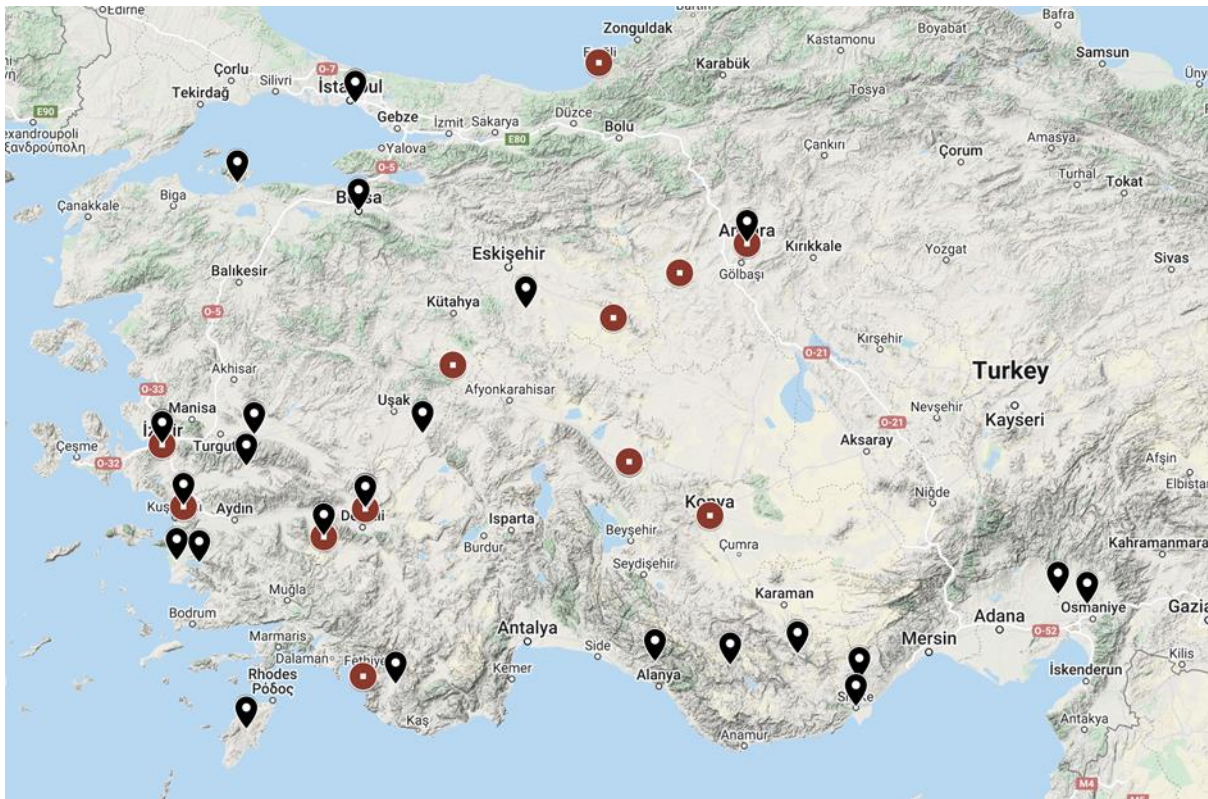 Edirne
Bartın
Zonguldak
Bafra
Boyabat
Kastamonu
Samsun
Çorlu
Silivri
O-7
İstanbul
Karabük
Tosya
Ünye
Tekirdağ
Gebze
İzmit
Sakarya
Düzce
Bolu
E80
E90
exandroupoli
ξανδρούπολη
Yalova
O-5
Çankırı
Çorum
Amasya
Turhal
Tokat
Biga
Çanakkale
Kırıkkale
Gölbaşı
Yozgat
Sivas
Eskişehir
Balıkesir
Kütahya
O-5
Kırşehir
O-21
Turkey
Kayseri
Akhisar
O-33
Manisa
Uşak
Afyonkarahisar
Nevşehir
O-21
Çeşme
O-32
Aksaray
Afşin
Elbistan
Niğde
Konya
Aydın
Isparta
Burdur
Beyşehir
Çumra
Seydişehir
Kahramanmara
Muğla
Karaman
Bodrum
Adana
Osmaniye
Gazia
O-52
Antalya
Side
Mersin
Marmaris
Dalaman
Fethiye
Kemer
Alanya
İskenderun
Kilis
Rhodes
Ρόδος
Kaş
Anamur
Antakya
M4
M5